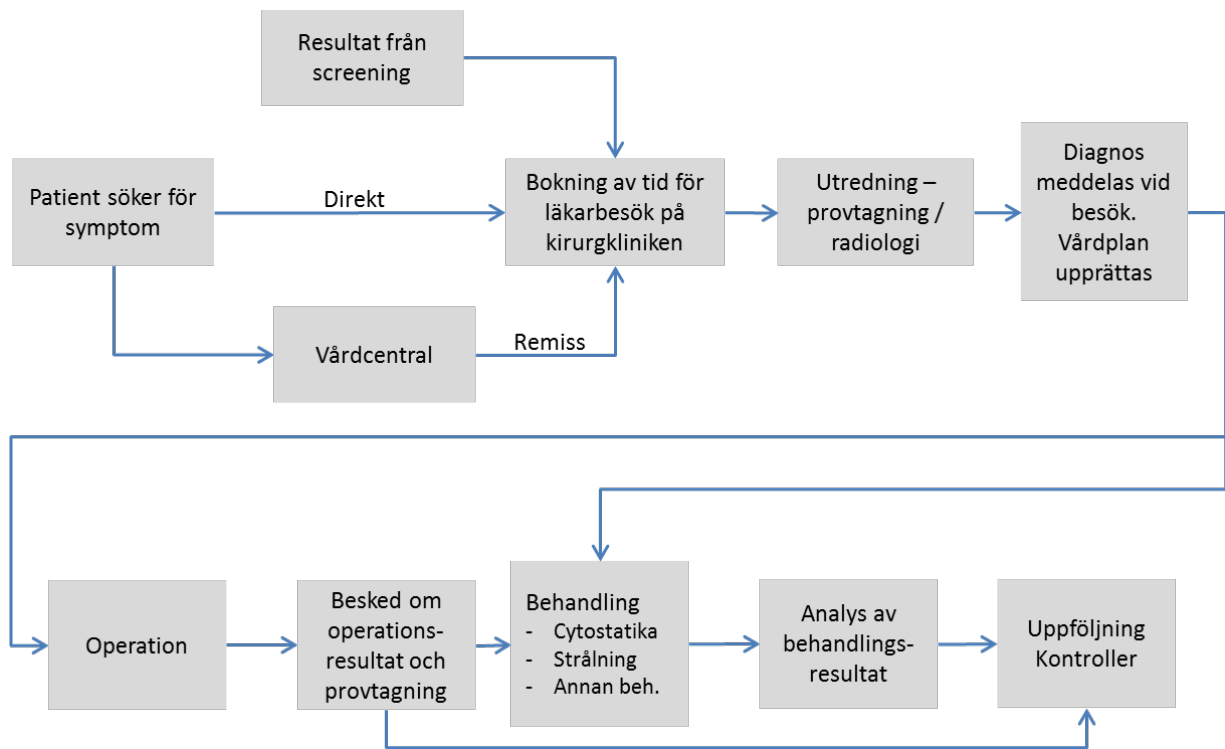 Resultat från
screening
Patient söker för
symptom
Direkt
Bokning av tid för
läkarbesök på
kirurgkliniken
Utredning –
provtagning /
radiologi
Diagnos
meddelas vid
besök.
Vårdplan
upprättas
Vårdcentral
Remiss
Operation
Besked om
operations-
resultat och
provtagning
Behandling
- Cytostatika
- Strålning
- Annan beh.
Analys av
behandlings-
resultat
Uppföljning
Kontroller